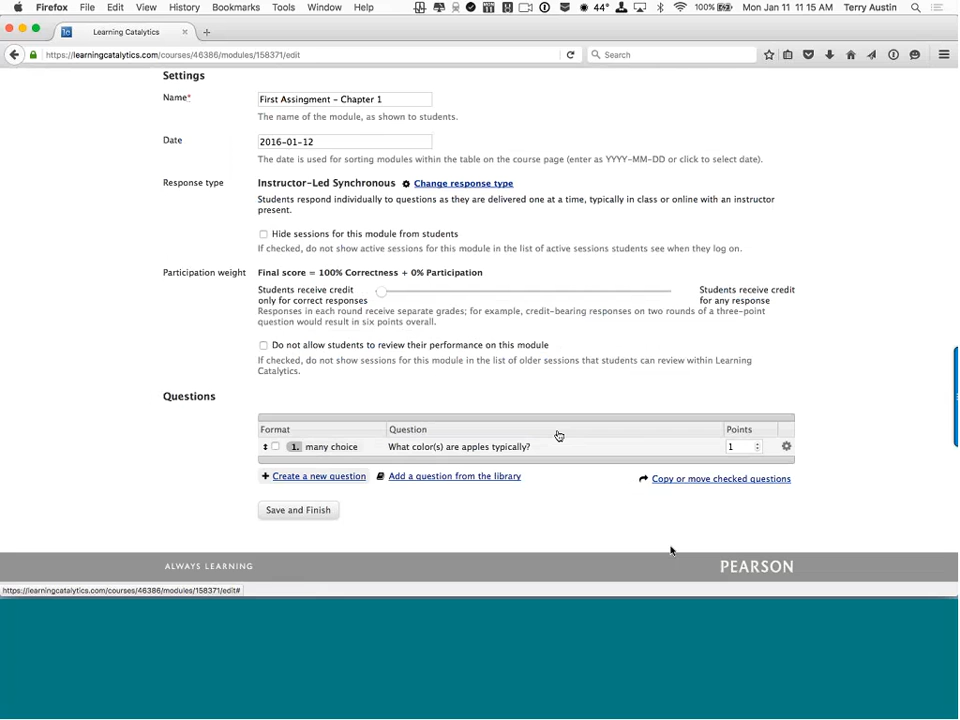 Firefox File Edit View History Bookmarks Tools Window Help 44° 100% Mon Jan 11 11:15 AM Terry Austin
Learning Catalytics
https://learningcatalytics.com/courses/46386/modules/158371/edit
Search
Settings
Name* First Assingment - Chapter 1
The name of the module, as shown to students.
Date 2016-01-12
The date is used for sorting modules within the table on the course page (enter as YYYY-MM-DD or click to select date).
Response type Instructor-Led Synchronous Change response type
Students respond individually to questions as they are delivered one at a time, typically in class or online with an instructor
present.
Hide sessions for this module from students
If checked, do not show active sessions for this module in the list of active sessions students see when they log on.
Participation weight Final score = 100% Correctness + 0% Participation
Students receive credit
only for correct responses
Students receive credit
for any response
Responses in each round receive separate grades; for example, credit-bearing responses on two rounds of a three-point
question would result in six points overall.
Do not allow students to review their performance on this module
If checked, do not show sessions for this module in the list of older sessions that students can review within Learning
Catalytics.
Questions
Format Question Points
1. many choice What color(s) are apples typically? 1
+ Create a new question Add a question from the library Copy or move checked questions
Save and Finish
ALWAYS LEARNING PEARSON
https://learningcatalytics.com/courses/46386/modules/158371/edit#